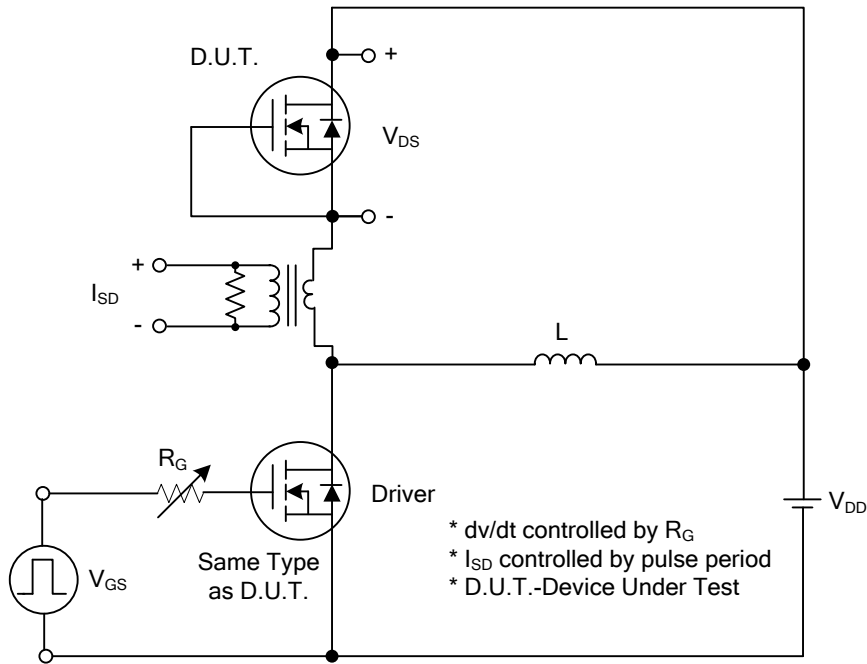 D.U.T.
+
V_DS
-
+
I_SD
-
L
R_G
Driver
V_DD
* dv/dt controlled by R_G
* I_SD controlled by pulse period
* D.U.T.-Device Under Test
Same Type
as D.U.T.
V_GS